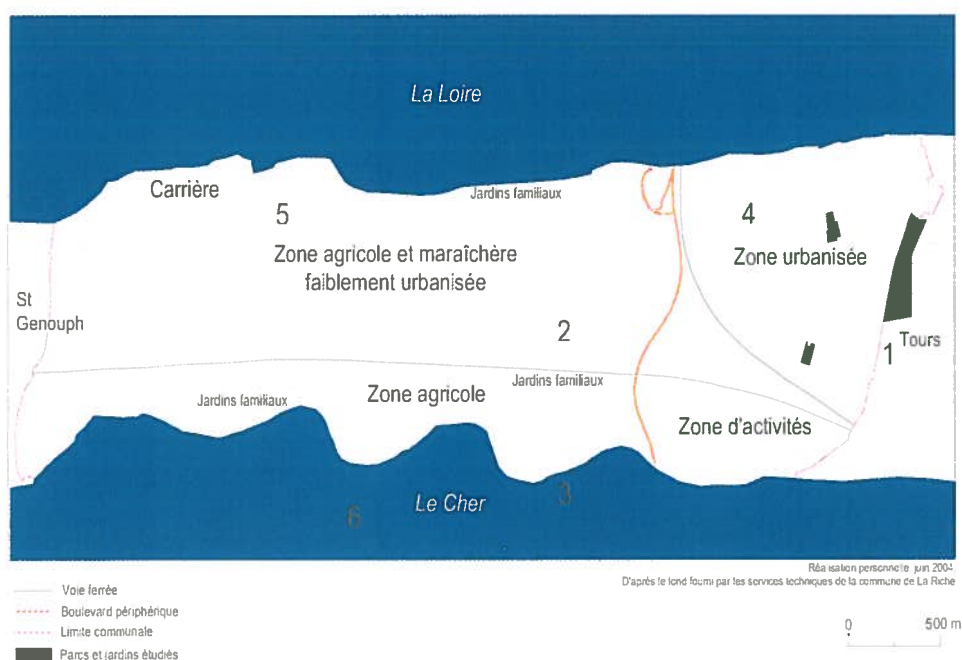 La Loire
Carrière
Jardins familiaux
5
4
Zone agricole et maraîchère
faiblement urbanisée
Zone urbanisée
St
Genouph
2
1
Tours
Jardins familiaux
Zone agricole
Jardins familiaux
Zone d'activités
Le Cher
3
6
Réalisation personnelle juin 2004,
D'après le fond fourni par les services techniques de la commune de La Riche
Voie ferrée
Boulevard périphérique
Limite communale
Parcs et jardins étudiés
0
500 m